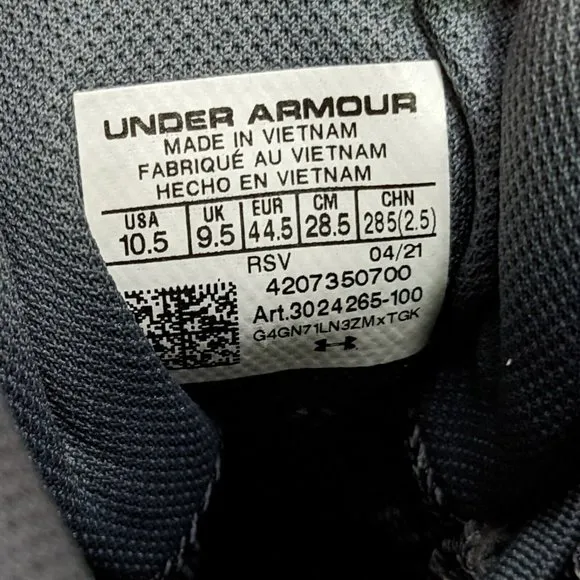 UNDER ARMOUR
MADE IN VIETNAM
FABRIQUÉ AU VIETNAM
HECHO EN VIETNAM
USA UK EUR CM CHN
10.5 9.5 44.5 28.5 285(2.5)
RSV 04/21
4207350700
Art.3024265-100
G4GN71LN3ZMxTGK